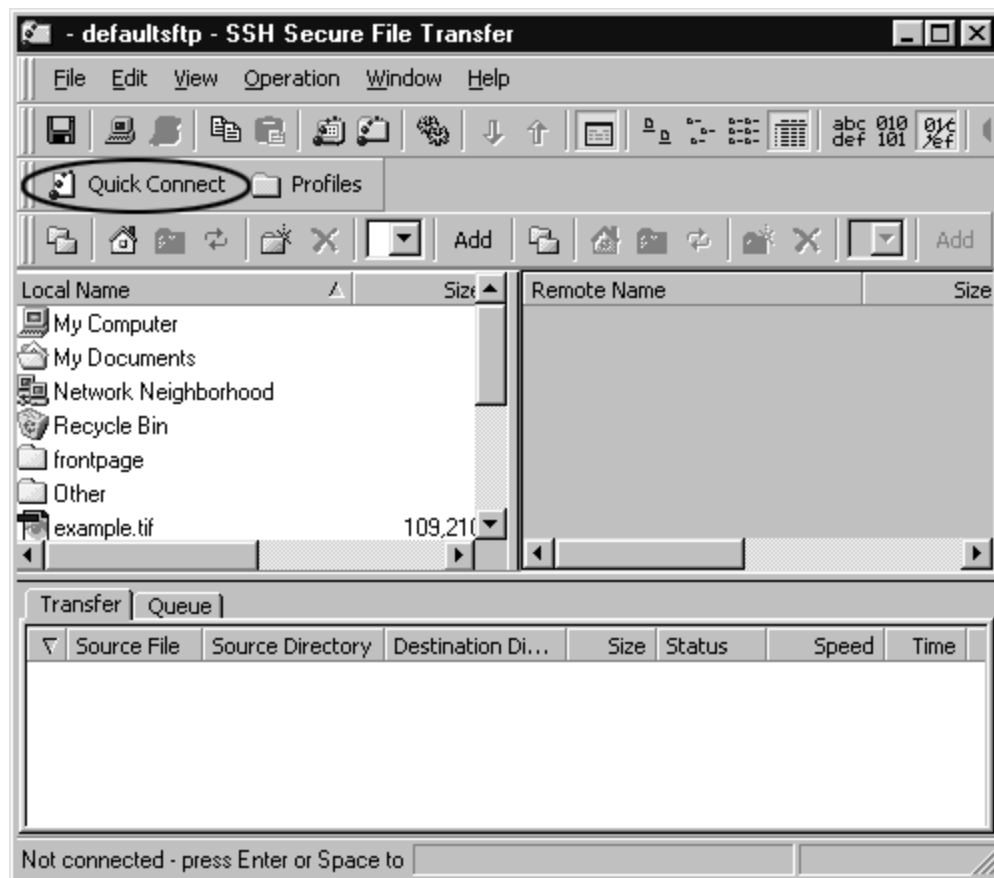 - defaultsftp - SSH Secure File Transfer
File Edit View Operation Window Help
abc def 010 101
Quick Connect Profiles
Add Add
Local Name Size Remote Name Size
My Computer
My Documents
Network Neighborhood
Recycle Bin
frontpage
Other
example.tif 109,210
Transfer Queue
Source File Source Directory Destination Di... Size Status Speed Time
Not connected - press Enter or Space to